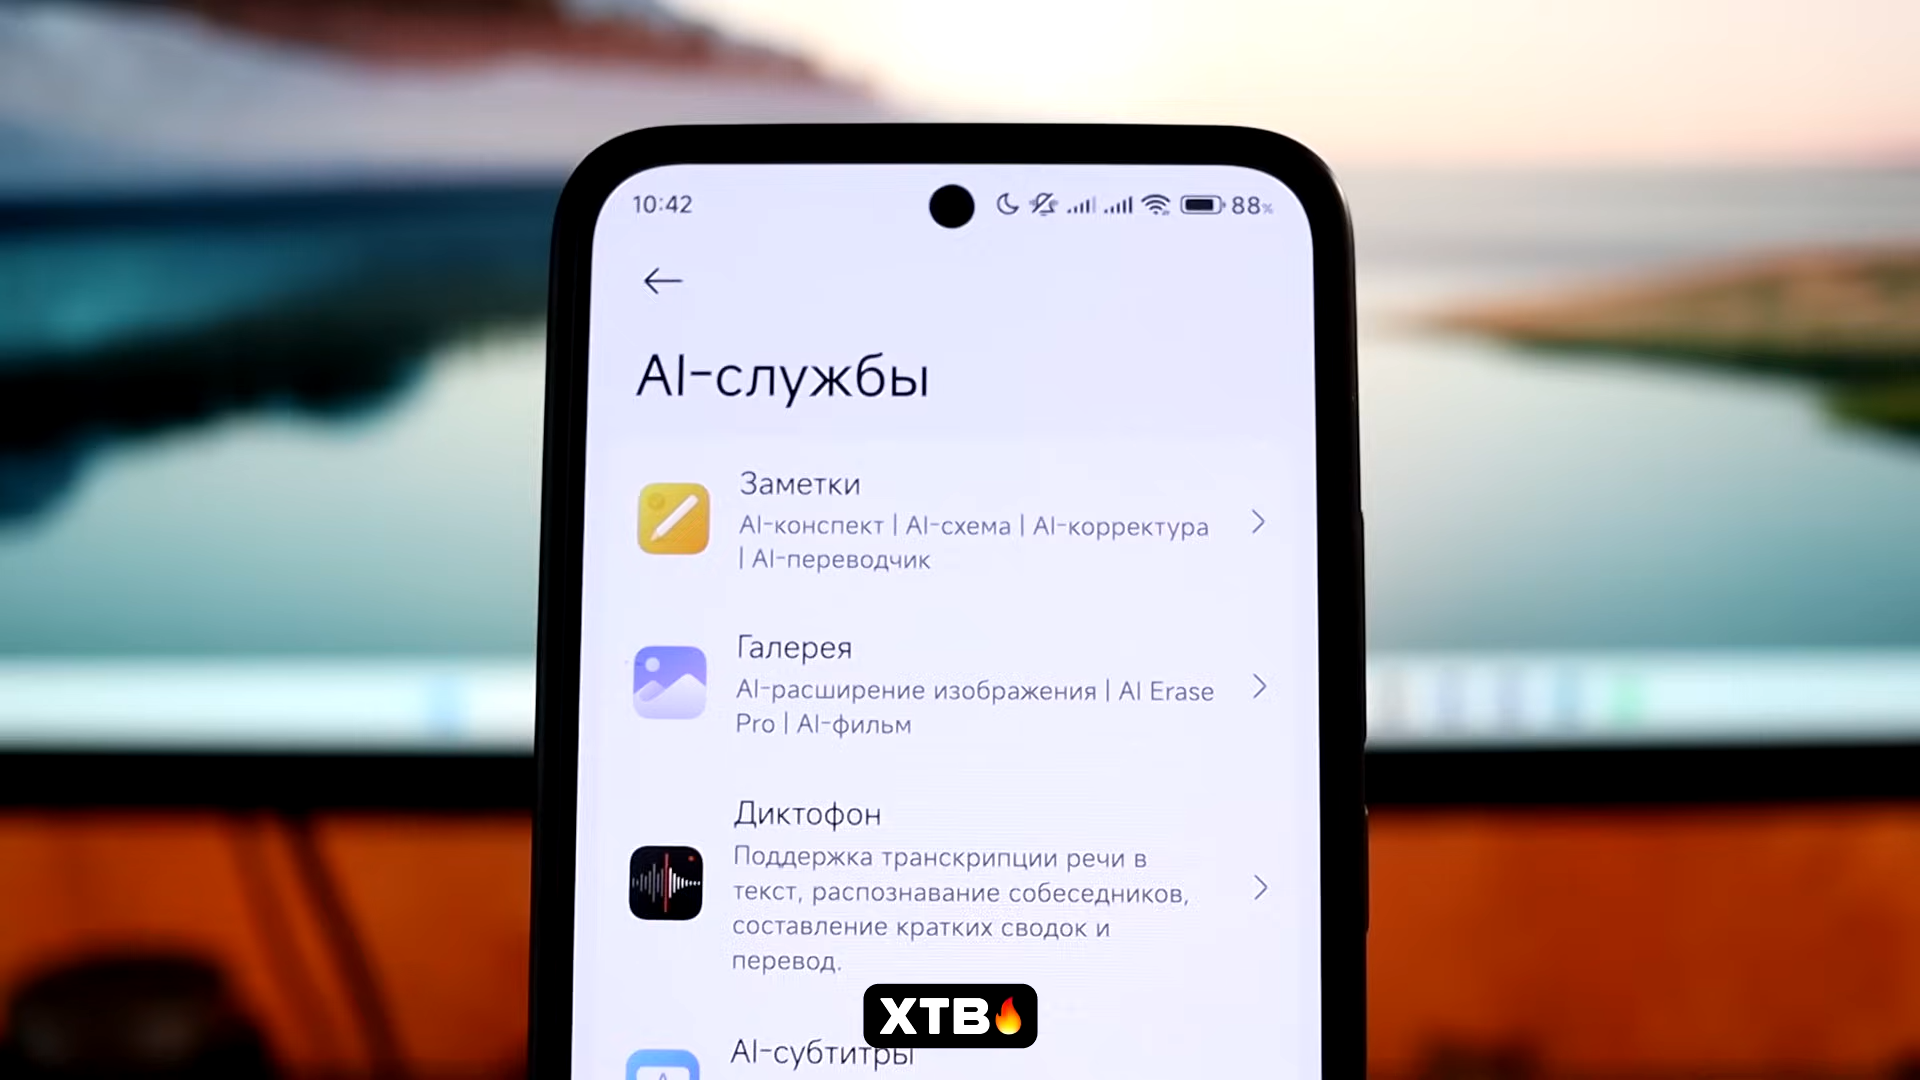 10:42
88%
AI-службы
Заметки
AI-конспект | AI-схема | AI-корректура
| AI-переводчик
Галерея
AI-расширение изображения | AI Erase
Pro | AI-фильм
Диктофон
Поддержка транскрипции речи в
текст, распознавание собеседников,
составление кратких сводок и
перевод.
XTB🔥
AI-субтитры